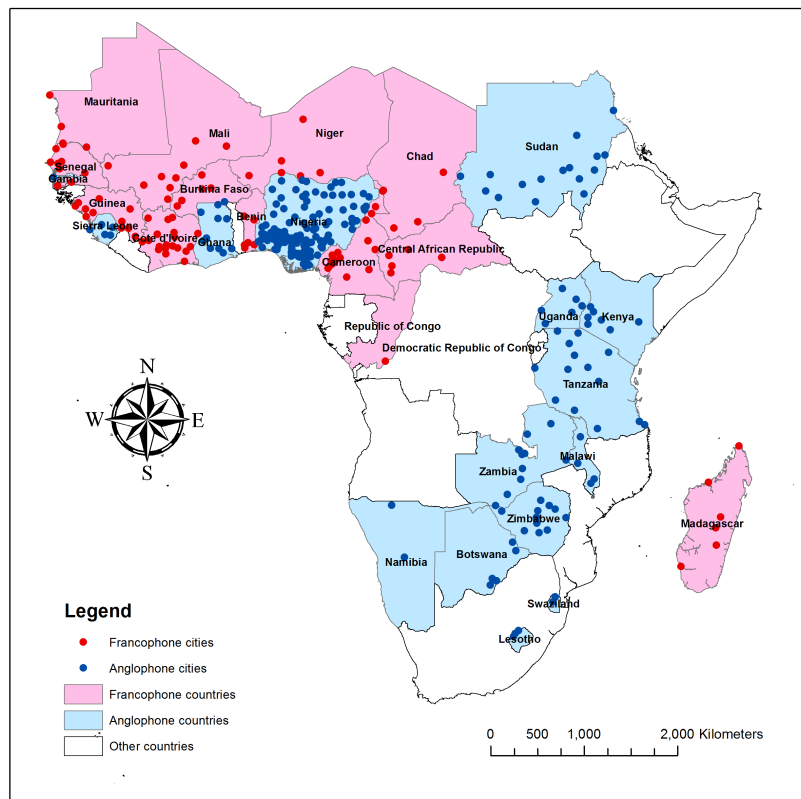 Mauritania
Mali
Niger
Chad
Sudan
Senegal
Gambia
Burkina Faso
Guinea
Benin
Nigeria
Sierra Leone
Cote d'Ivoire
Ghana
Central African Republic
Cameroon
Republic of Congo
Uganda
Kenya
Democratic Republic of Congo
Tanzania
N
W
E
S
Malawi
Zambia
Zimbabwe
Madagascar
Botswana
Namibia
Swaziland
Lesotho
Legend
Francophone cities
Anglophone cities
Francophone countries
Anglophone countries
Other countries
0 500 1,000 2,000 Kilometers